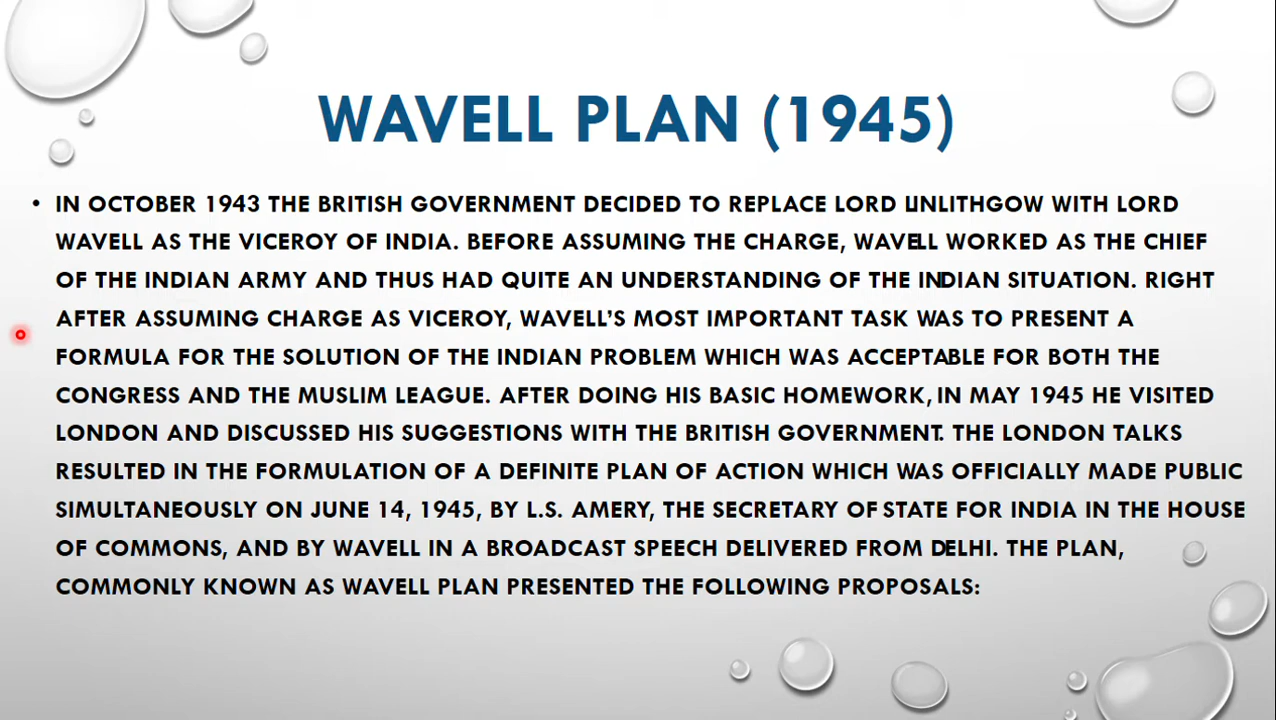 WAVELL PLAN (1945)
• IN OCTOBER 1943 THE BRITISH GOVERNMENT DECIDED TO REPLACE LORD LINLITHGOW WITH LORD
WAVELL AS THE VICEROY OF INDIA. BEFORE ASSUMING THE CHARGE, WAVELL WORKED AS THE CHIEF
OF THE INDIAN ARMY AND THUS HAD QUITE AN UNDERSTANDING OF THE INDIAN SITUATION. RIGHT
AFTER ASSUMING CHARGE AS VICEROY, WAVELL'S MOST IMPORTANT TASK WAS TO PRESENT A
FORMULA FOR THE SOLUTION OF THE INDIAN PROBLEM WHICH WAS ACCEPTABLE FOR BOTH THE
CONGRESS AND THE MUSLIM LEAGUE. AFTER DOING HIS BASIC HOMEWORK, IN MAY 1945 HE VISITED
LONDON AND DISCUSSED HIS SUGGESTIONS WITH THE BRITISH GOVERNMENT. THE LONDON TALKS
RESULTED IN THE FORMULATION OF A DEFINITE PLAN OF ACTION WHICH WAS OFFICIALLY MADE PUBLIC
SIMULTANEOUSLY ON JUNE 14, 1945, BY L.S. AMERY, THE SECRETARY OF STATE FOR INDIA IN THE HOUSE
OF COMMONS, AND BY WAVELL IN A BROADCAST SPEECH DELIVERED FROM DELHI. THE PLAN,
COMMONLY KNOWN AS WAVELL PLAN PRESENTED THE FOLLOWING PROPOSALS: